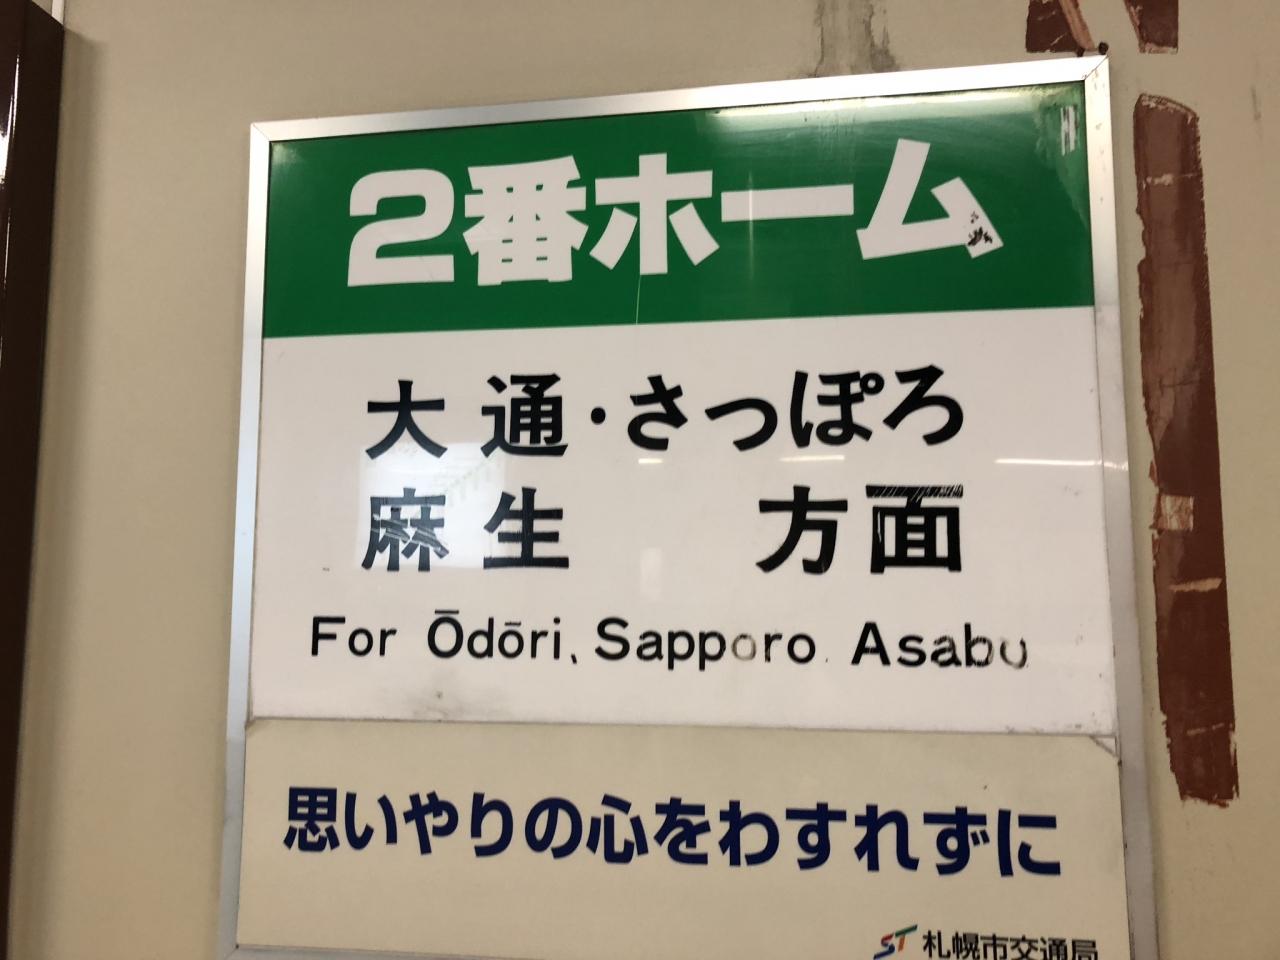 2番ホーム
大通・さっぽろ
麻生 方面
For Ōdōri, Sapporo Asabu
思いやりの心をわすれずに
ST 札幌市交通局